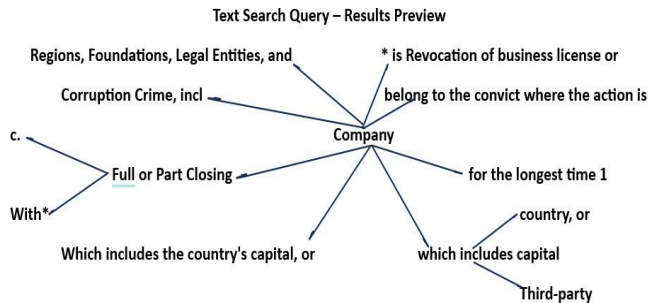 Text Search Query – Results Preview
Regions, Foundations, Legal Entities, and
* is Revocation of business license or
Corruption Crime, incl
belong to the convict where the action is
c.
Company
Full or Part Closing
for the longest time 1
With*
country, or
Which includes the country's capital, or
which includes capital
Third-party